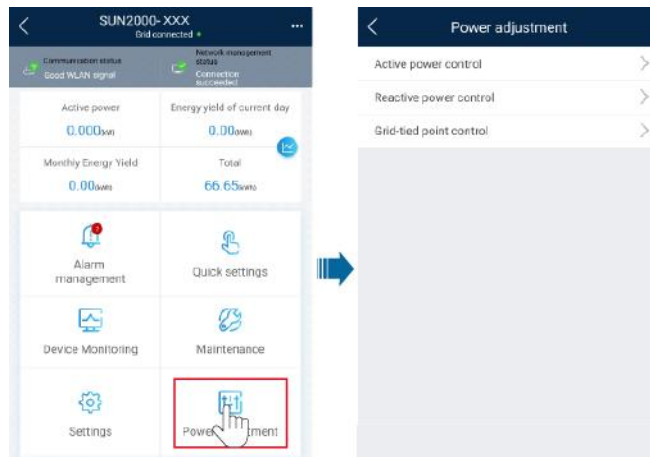 SUN2000-XXX
Grid connected
Communication status
Good WLAN signal
Network management
status
Connection
succeeded
Active power
0.000kW
Energy yield of current day
0.00kWh
Monthly Energy Yield
0.00kWh
Total
66.65kWh
Alarm
management
Quick settings
Device Monitoring
Maintenance
Settings
Power
tment
Power adjustment
Active power control
Reactive power control
Grid-tied point control